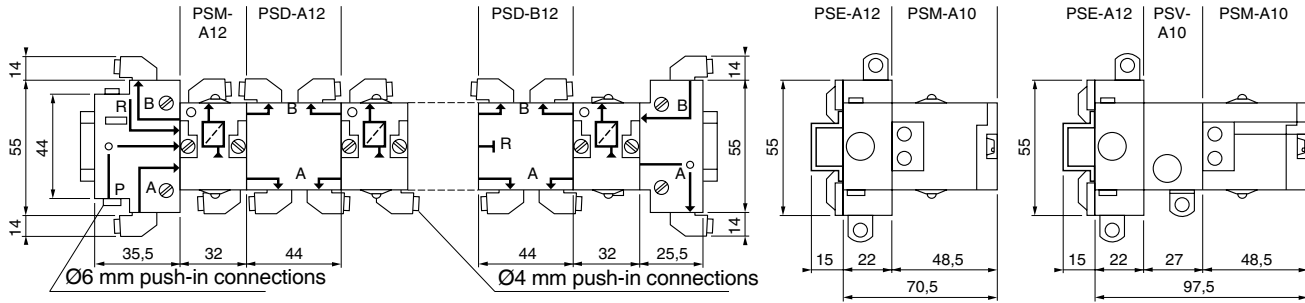 PSM-
A12
PSD-A12
PSD-B12
PSE-A12
PSM-A10
PSE-A12
PSV-
A10
PSM-A10
14
14
B
R
B
B
B
55
44
R
55
55
55
P
A
A
A
A
14
14
35,5
32
44
44
32
25,5
15
22
48,5
15
22
27
48,5
Ø6 mm push-in connections
Ø4 mm push-in connections
70,5
97,5